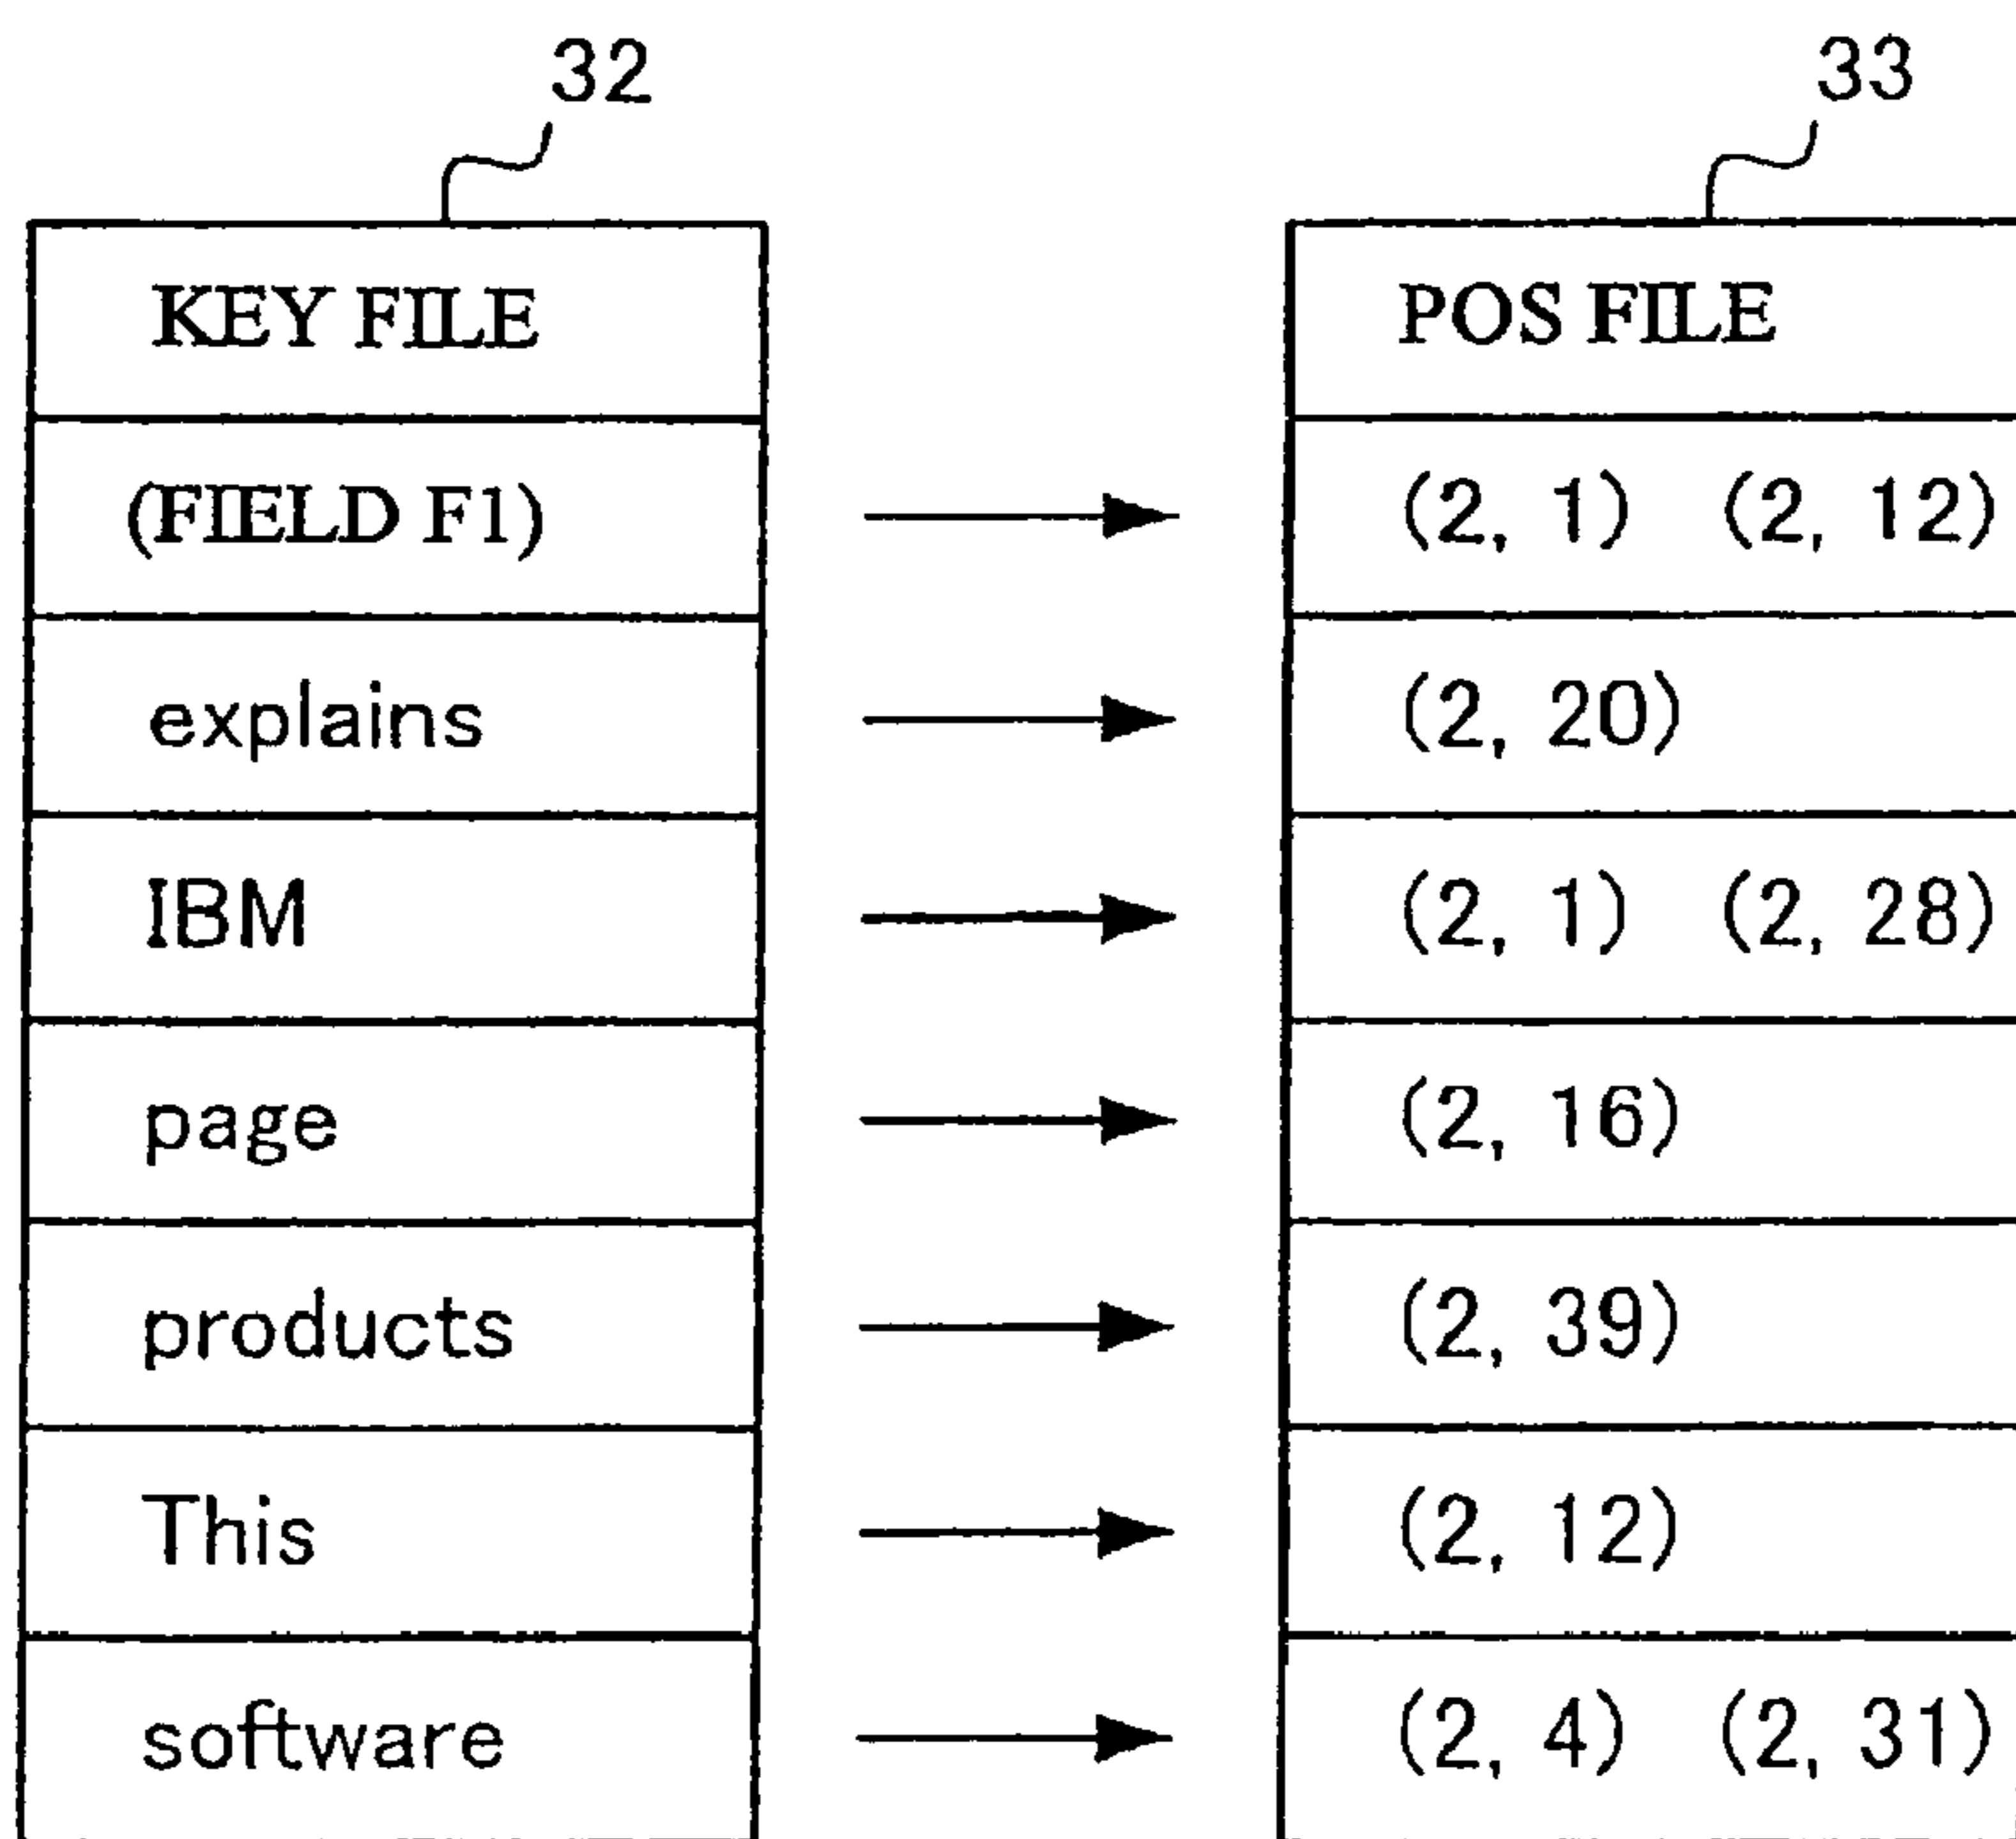 32
33
KEY FILE
POS FILE
(FIELD F1)
(2, 1) (2, 12)
explains
(2, 20)
IBM
(2, 1) (2, 28)
page
(2, 16)
products
(2, 39)
This
(2, 12)
software
(2, 4) (2, 31)